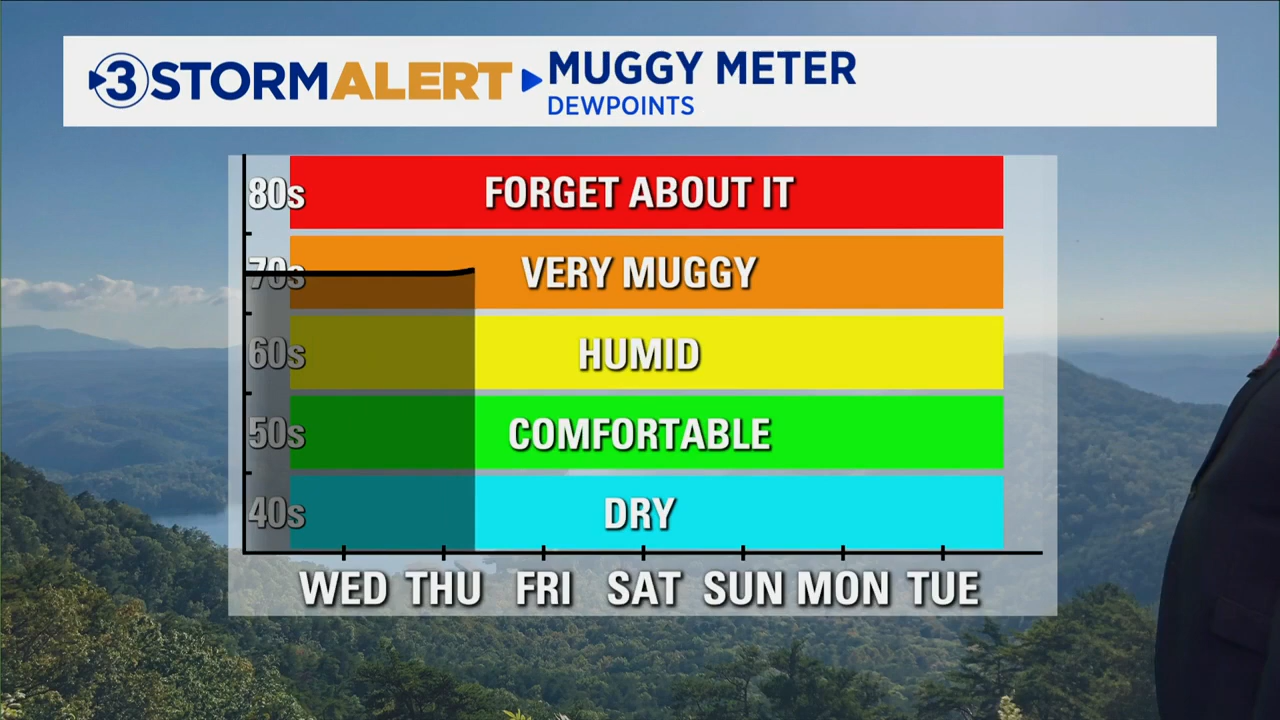 3 STORMALERT
MUGGY METER
DEWPOINTS
80s
FORGET ABOUT IT
70s
VERY MUGGY
60s
HUMID
50s
COMFORTABLE
40s
DRY
WED THU FRI SAT SUN MON TUE